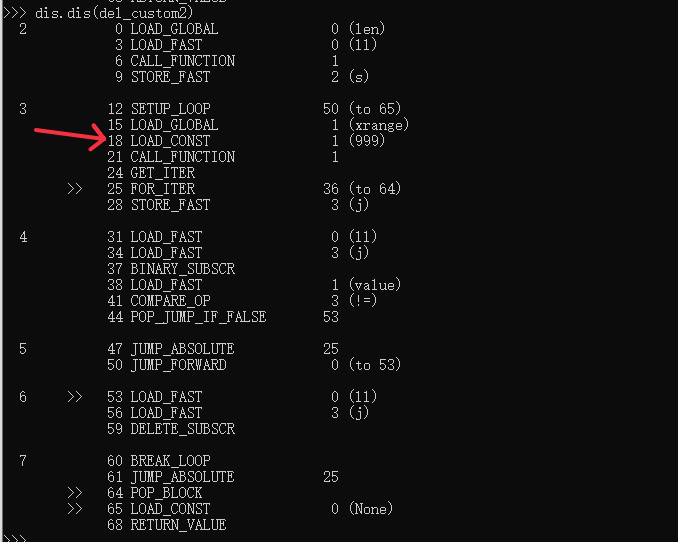 68 RETURN_VALUE
>>> dis.dis(del_custom2)
2 0 LOAD_GLOBAL 0 (len)
3 LOAD_FAST 0 (ll)
6 CALL_FUNCTION 1
9 STORE_FAST 2 (s)
3 12 SETUP_LOOP 50 (to 65)
15 LOAD_GLOBAL 1 (xrange)
18 LOAD_CONST 1 (999)
21 CALL_FUNCTION 1
24 GET_ITER
>> 25 FOR_ITER 36 (to 64)
28 STORE_FAST 3 (j)
4 31 LOAD_FAST 0 (ll)
34 LOAD_FAST 3 (j)
37 BINARY_SUBSCR
38 LOAD_FAST 1 (value)
41 COMPARE_OP 3 (!=)
44 POP_JUMP_IF_FALSE 53
5 47 JUMP_ABSOLUTE 25
50 JUMP_FORWARD 0 (to 53)
6 >> 53 LOAD_FAST 0 (ll)
56 LOAD_FAST 3 (j)
59 DELETE_SUBSCR
7 60 BREAK_LOOP
61 JUMP_ABSOLUTE 25
>> 64 POP_BLOCK
>> 65 LOAD_CONST 0 (None)
68 RETURN_VALUE
>>>